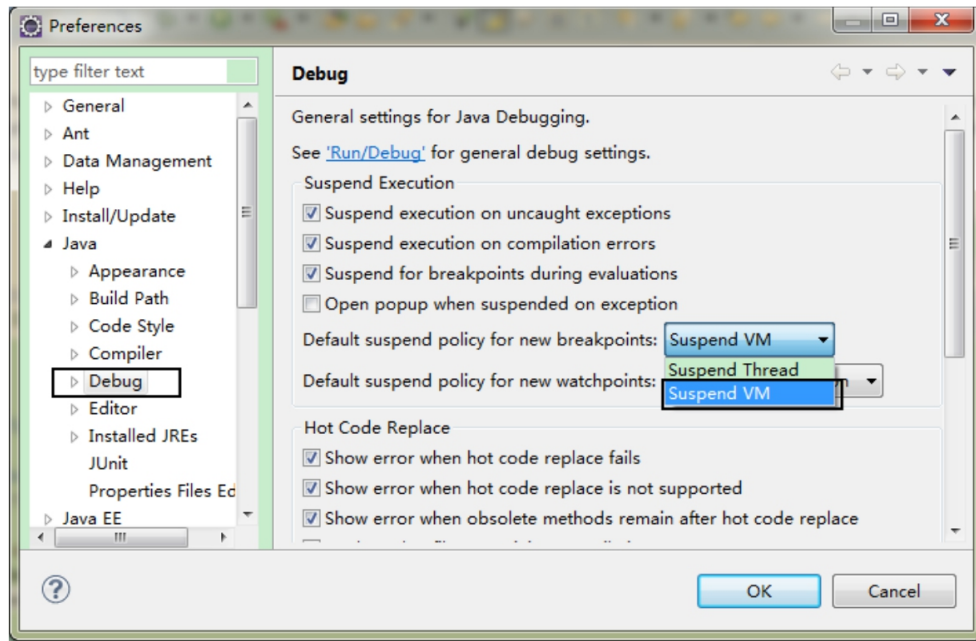 Preferences
type filter text
General
Ant
Data Management
Help
Install/Update
Java
Appearance
Build Path
Code Style
Compiler
Debug
Editor
Installed JREs
JUnit
Properties Files Ed
Java EE
Debug
General settings for Java Debugging.
See 'Run/Debug' for general debug settings.
Suspend Execution
Suspend execution on uncaught exceptions
Suspend execution on compilation errors
Suspend for breakpoints during evaluations
Open popup when suspended on exception
Default suspend policy for new breakpoints: Suspend VM
Suspend Thread
Default suspend policy for new watchpoints:
Suspend VM
Hot Code Replace
Show error when hot code replace fails
Show error when hot code replace is not supported
Show error when obsolete methods remain after hot code replace
OK Cancel